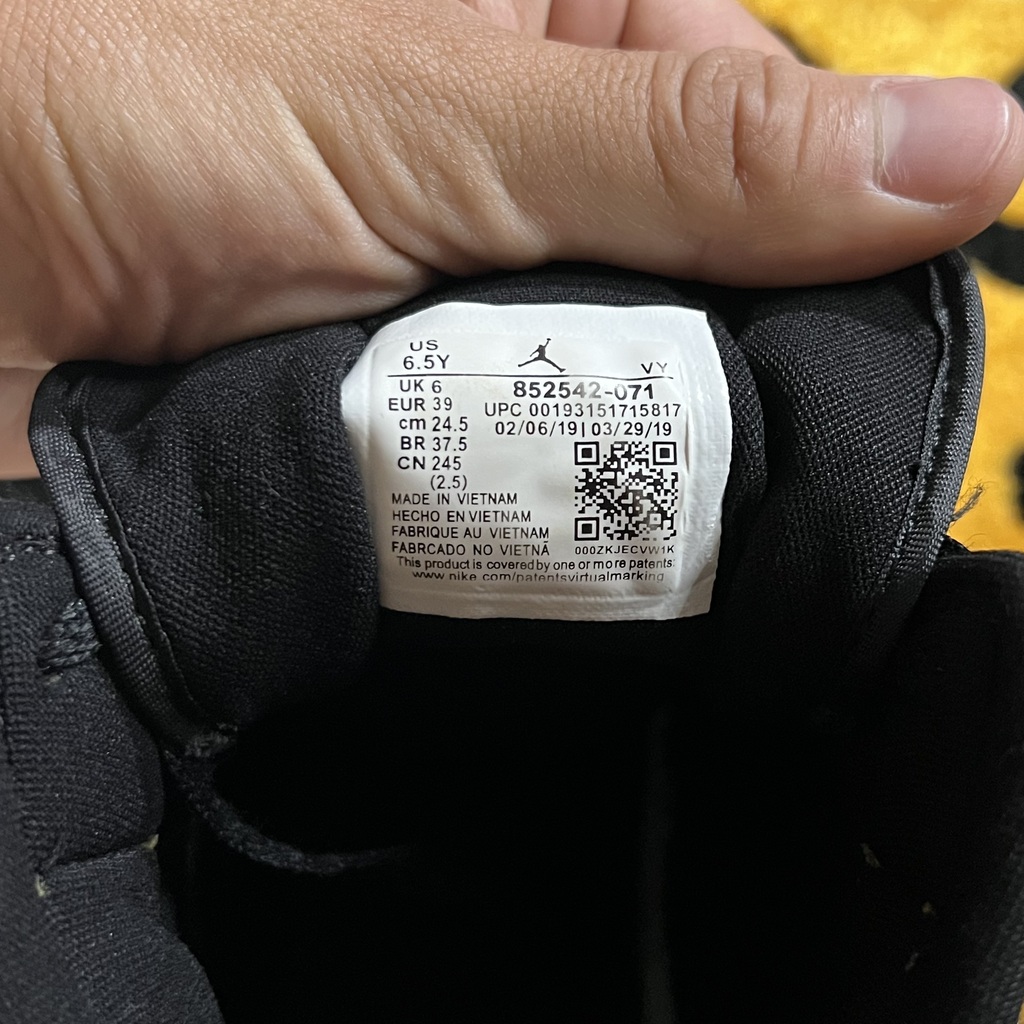 US
6.5Y
VY
UK 6
EUR 39
cm 24.5
BR 37.5
CN 245
(2.5)
852542-071
UPC 00193151715817
02/06/19| 03/29/19
MADE IN VIETNAM
HECHO EN VIETNAM
FABRIQUE AU VIETNAM
FABRCADO NO VIETNÃ
000ZKJECVW1K
This product is covered by one or more patents:
www.nike.com/patentsvirtualmarking